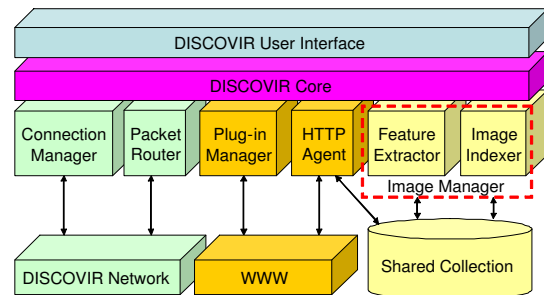 DISCOVIR User Interface
DISCOVIR Core
Connection
Manager
Packet
Router
Plug-in
Manager
HTTP
Agent
Feature
Extractor
Image
Indexer
Image Manager
DISCOVIR Network
WWW
Shared Collection